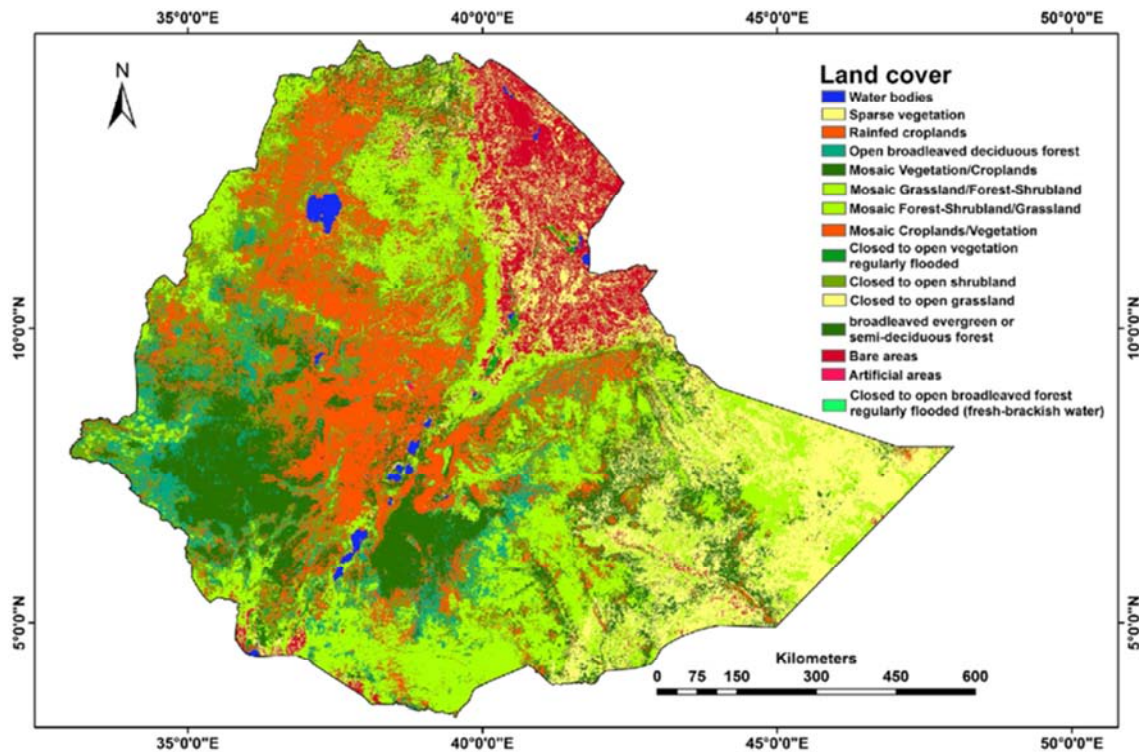 35°0'0"E 40°0'0"E 45°0'0"E 50°0'0"E
N
Land cover
Water bodies
Sparse vegetation
Rainfed croplands
Open broadleaved deciduous forest
Mosaic Vegetation/Croplands
Mosaic Grassland/Forest-Shrubland
Mosaic Forest-Shrubland/Grassland
Mosaic Croplands/Vegetation
Closed to open vegetation
regularly flooded
Closed to open shrubland
Closed to open grassland
broadleaved evergreen or
semi-deciduous forest
Bare areas
Artificial areas
Closed to open broadleaved forest
regularly flooded (fresh-brackish water)
10°0'0"N 10°0'0"N
5°0'0"N 5°0'0"N
Kilometers
0 75 150 300 450 600
35°0'0"E 40°0'0"E 45°0'0"E 50°0'0"E